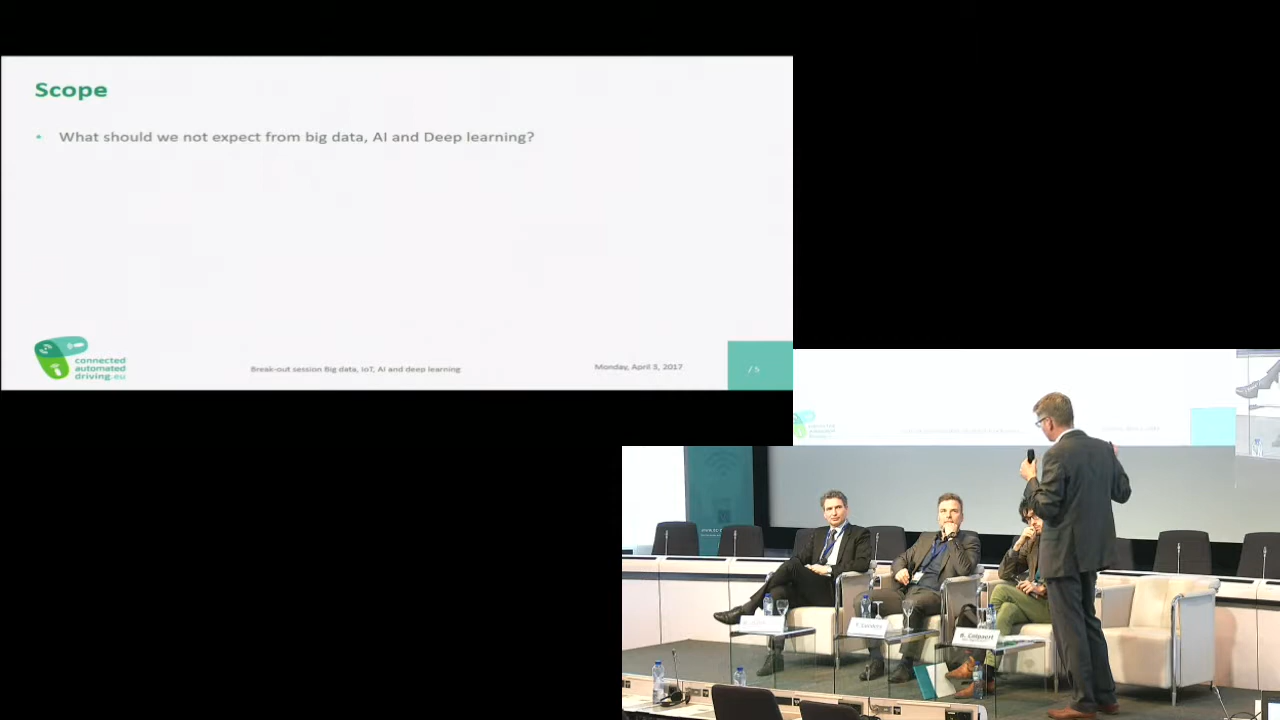 Scope
• What should we not expect from big data, AI and Deep learning?
connected
automated
driving.eu
Break-out session Big data, IoT, AI and deep learning
Monday, April 3, 2017
/ 5